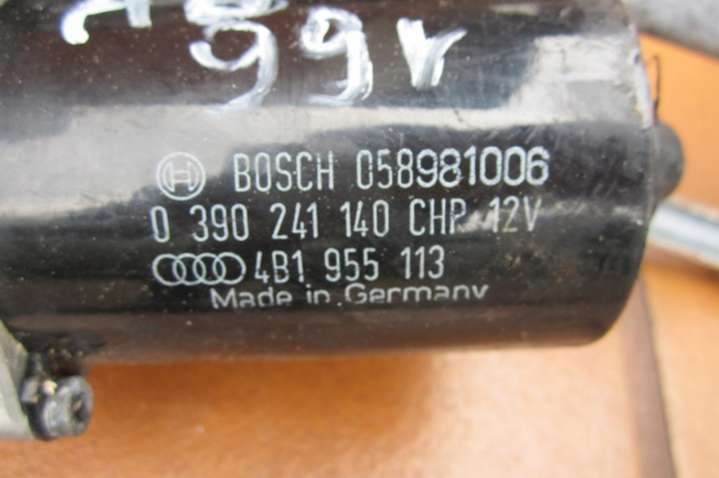 99r
BOSCH 058981006
0 390 241 140 CHP 12V
4B1 955 113
Made in Germany